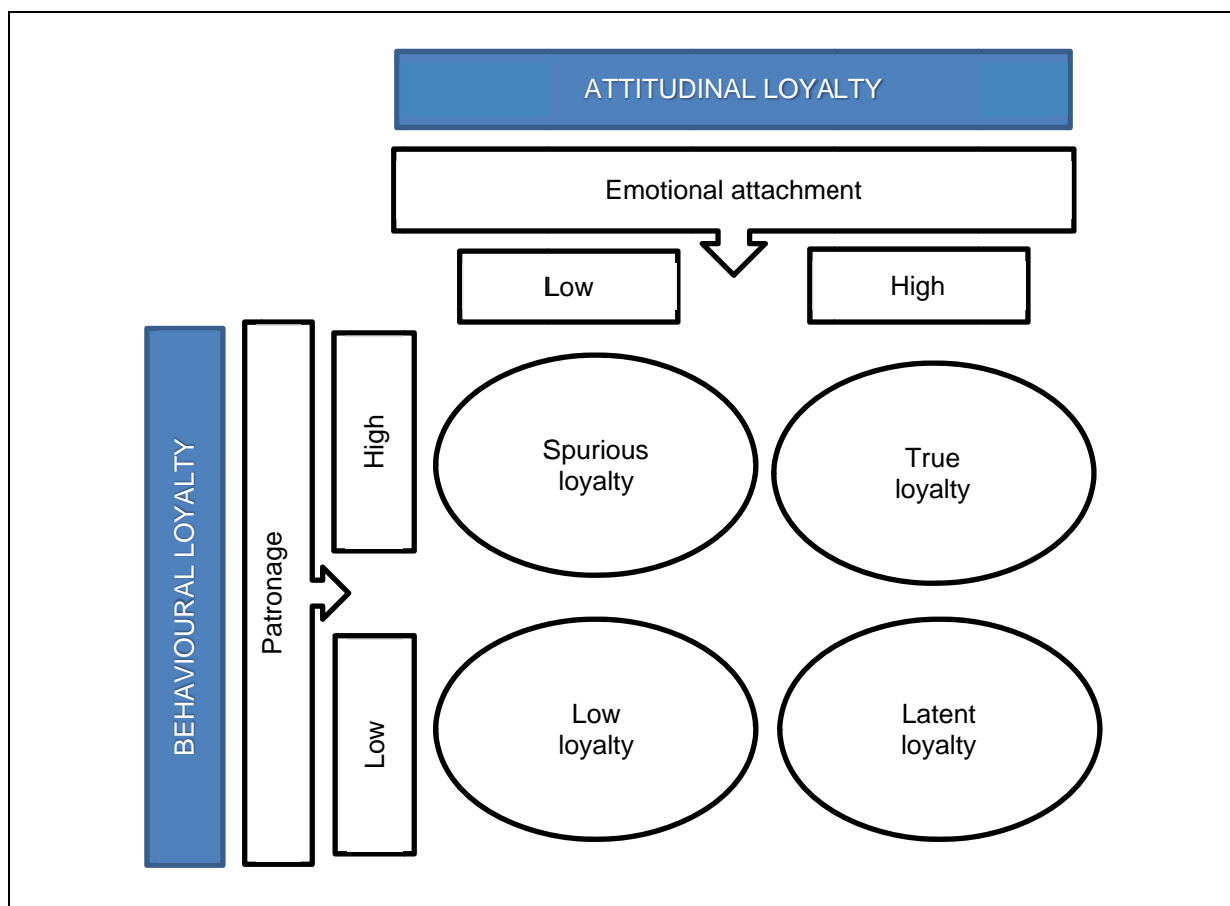 ATTITUDINAL LOYALTY
Emotional attachment
Low
High
BEHAVIOURAL LOYALTY
Patronage
High
Spurious
loyalty
True
loyalty
Low
Low
loyalty
Latent
loyalty